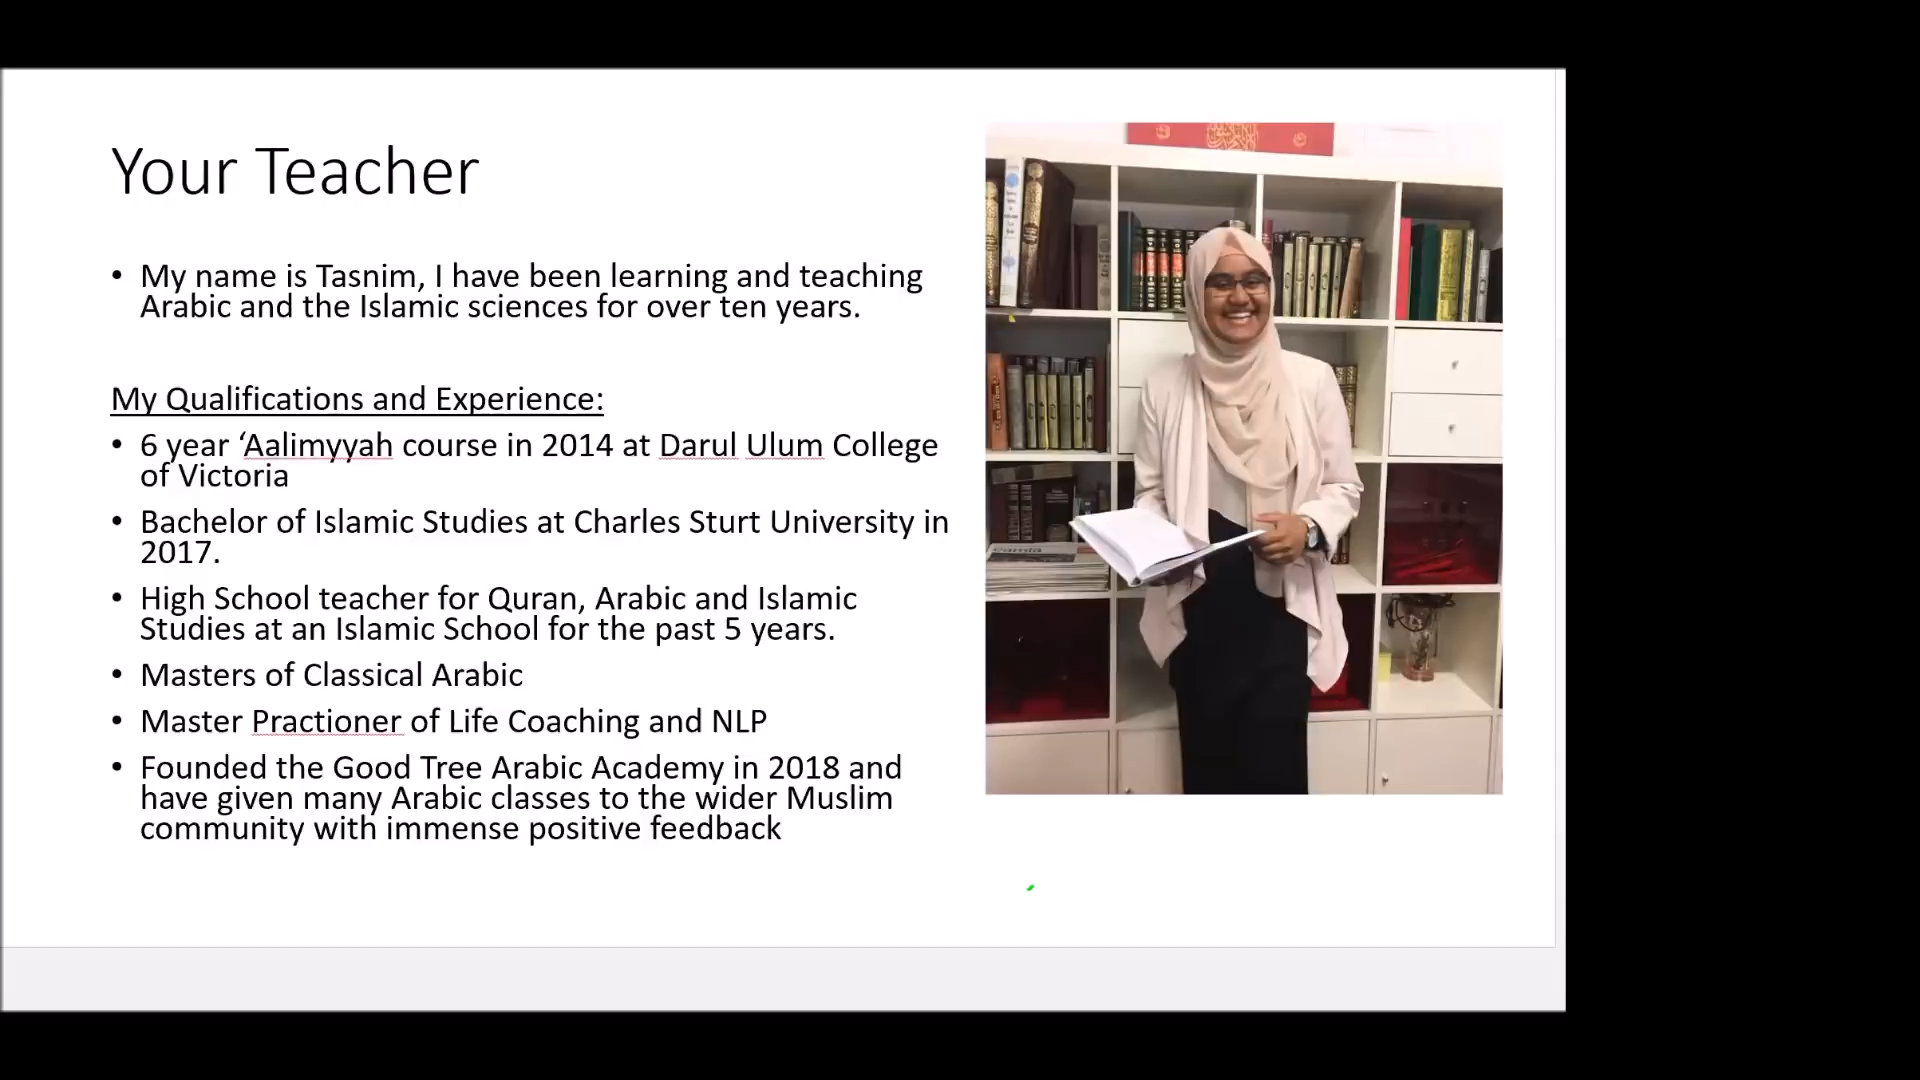 Your Teacher
• My name is Tasnim, I have been learning and teaching
Arabic and the Islamic sciences for over ten years.
My Qualifications and Experience:
• 6 year ‘Aalimyyah course in 2014 at Darul Ulum College
of Victoria
• Bachelor of Islamic Studies at Charles Sturt University in
2017.
• High School teacher for Quran, Arabic and Islamic
Studies at an Islamic School for the past 5 years.
• Masters of Classical Arabic
• Master Practioner of Life Coaching and NLP
• Founded the Good Tree Arabic Academy in 2018 and
have given many Arabic classes to the wider Muslim
community with immense positive feedback